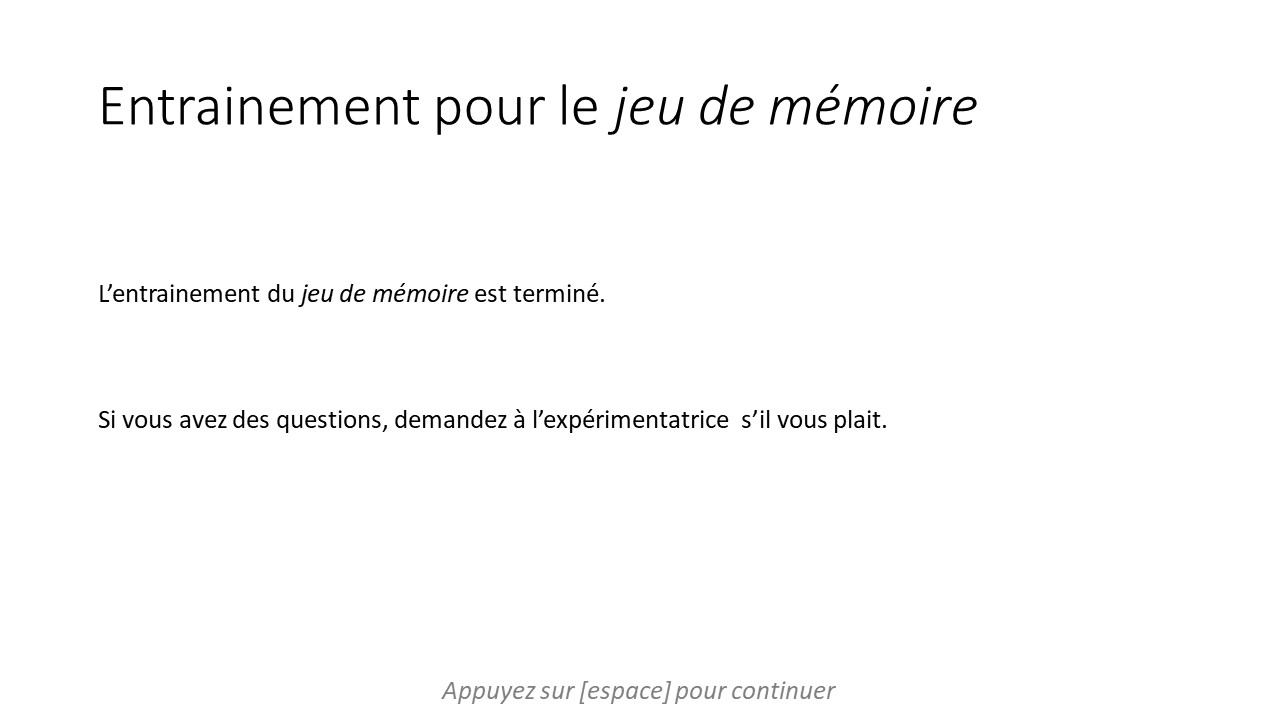 Entrainement pour le jeu de mémoire
L’entrainement du jeu de mémoire est terminé.
Si vous avez des questions, demandez à l’expérimentatrice  s’il vous plait.
Appuyez sur [espace] pour continuer